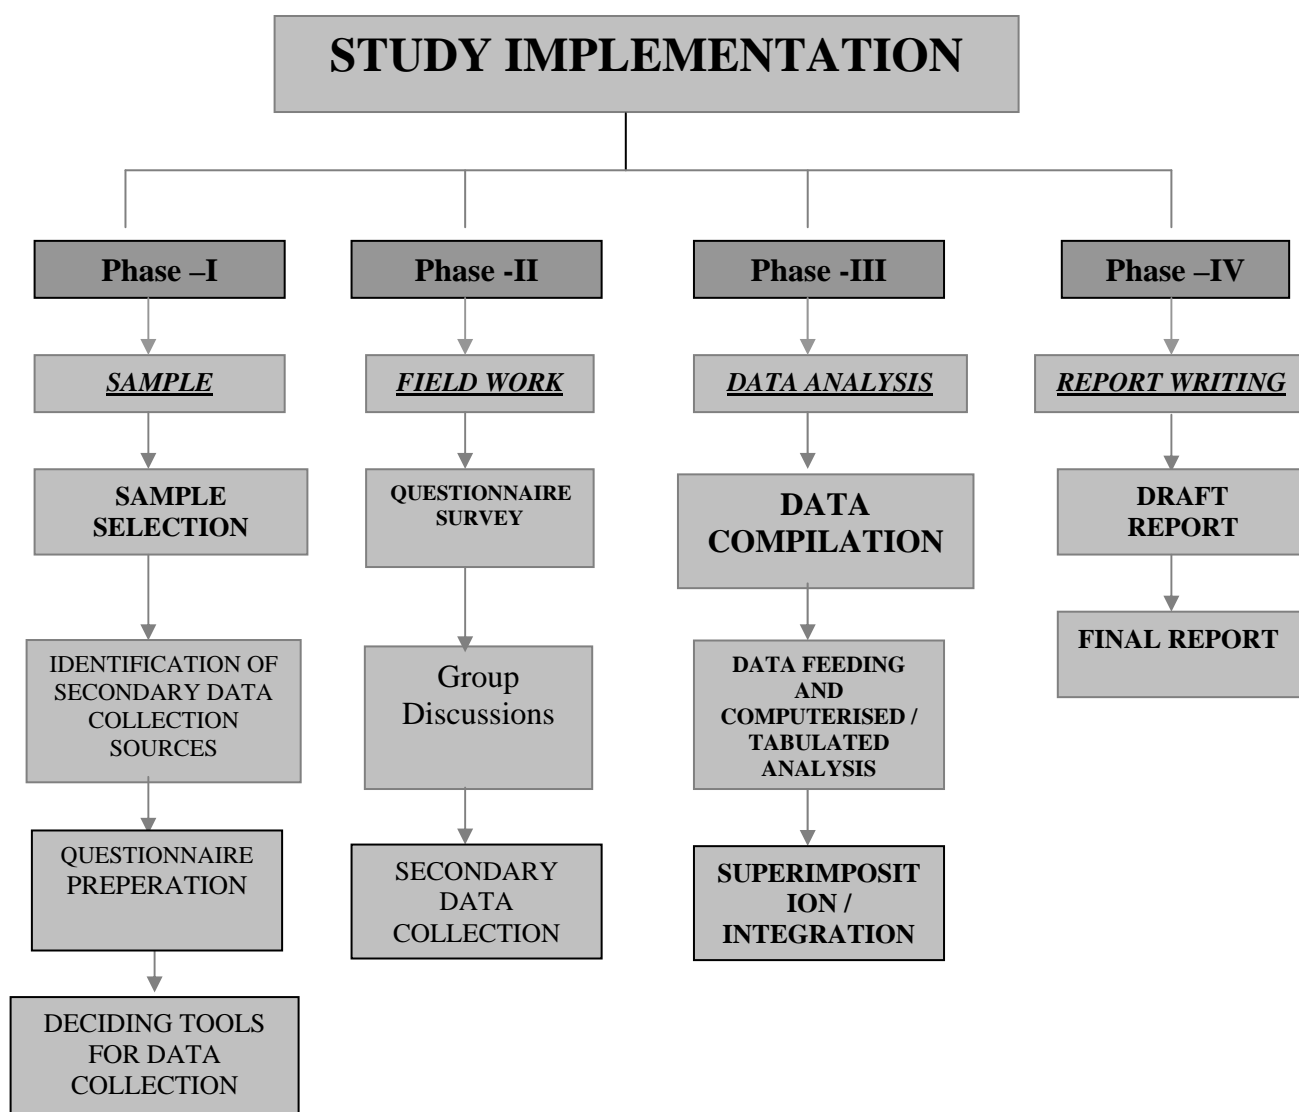 STUDY IMPLEMENTATION
Phase –I
Phase -II
Phase -III
Phase –IV
SAMPLE
FIELD WORK
DATA ANALYSIS
REPORT WRITING
SAMPLE
SELECTION
QUESTIONNAIRE
SURVEY
DATA
COMPILATION
DRAFT
REPORT
IDENTIFICATION OF
SECONDARY DATA
COLLECTION
SOURCES
Group
Discussions
DATA FEEDING
AND
COMPUTERISED /
TABULATED
ANALYSIS
FINAL REPORT
QUESTIONNAIRE
PREPERATION
SECONDARY
DATA
COLLECTION
SUPERIMPOSIT
ION /
INTEGRATION
DECIDING TOOLS
FOR DATA
COLLECTION